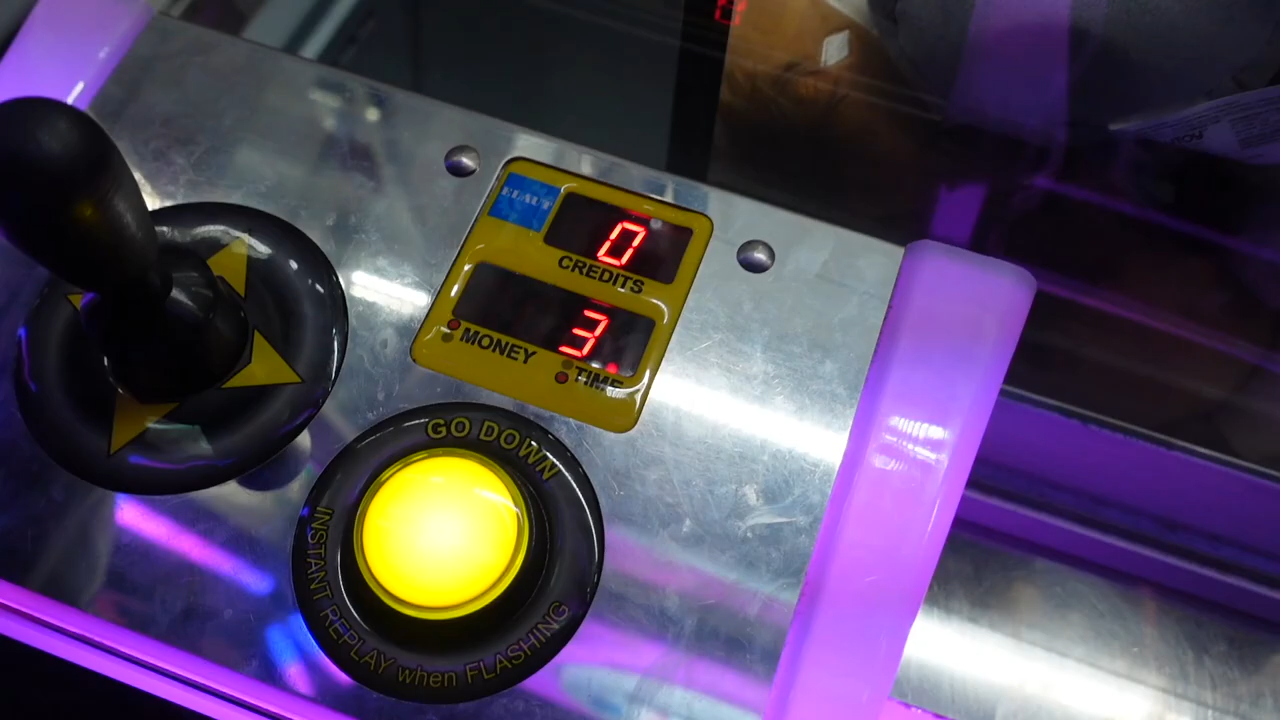 0
CREDITS
3
MONEY
TIME
GO DOWN
INSTANT REPLAY when FLASHING